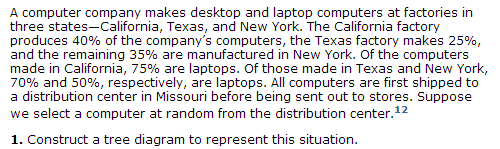 A computer company makes desktop and laptop computers at factories in
three states—California, Texas, and New York. The California factory
produces 40% of the company's computers, the Texas factory makes 25%,
and the remaining 35% are manufactured in New York. Of the computers
made in California, 75% are laptops. Of those made in Texas and New York,
70% and 50%, respectively, are laptops. All computers are first shipped to
a distribution center in Missouri before being sent out to stores. Suppose
we select a computer at random from the distribution center.12
1. Construct a tree diagram to represent this situation.